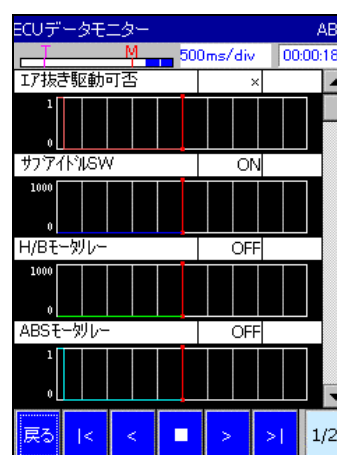 ECUデータモニター AB
T M 500ms/div 00:00:18
エア抜き駆動可否 ×
1
0
サブアイドルSW ON
1000
0
H/Bモータリレー OFF
1000
0
ABSモータリレー OFF
1
0
戻る |< < ■ > >| 1/2